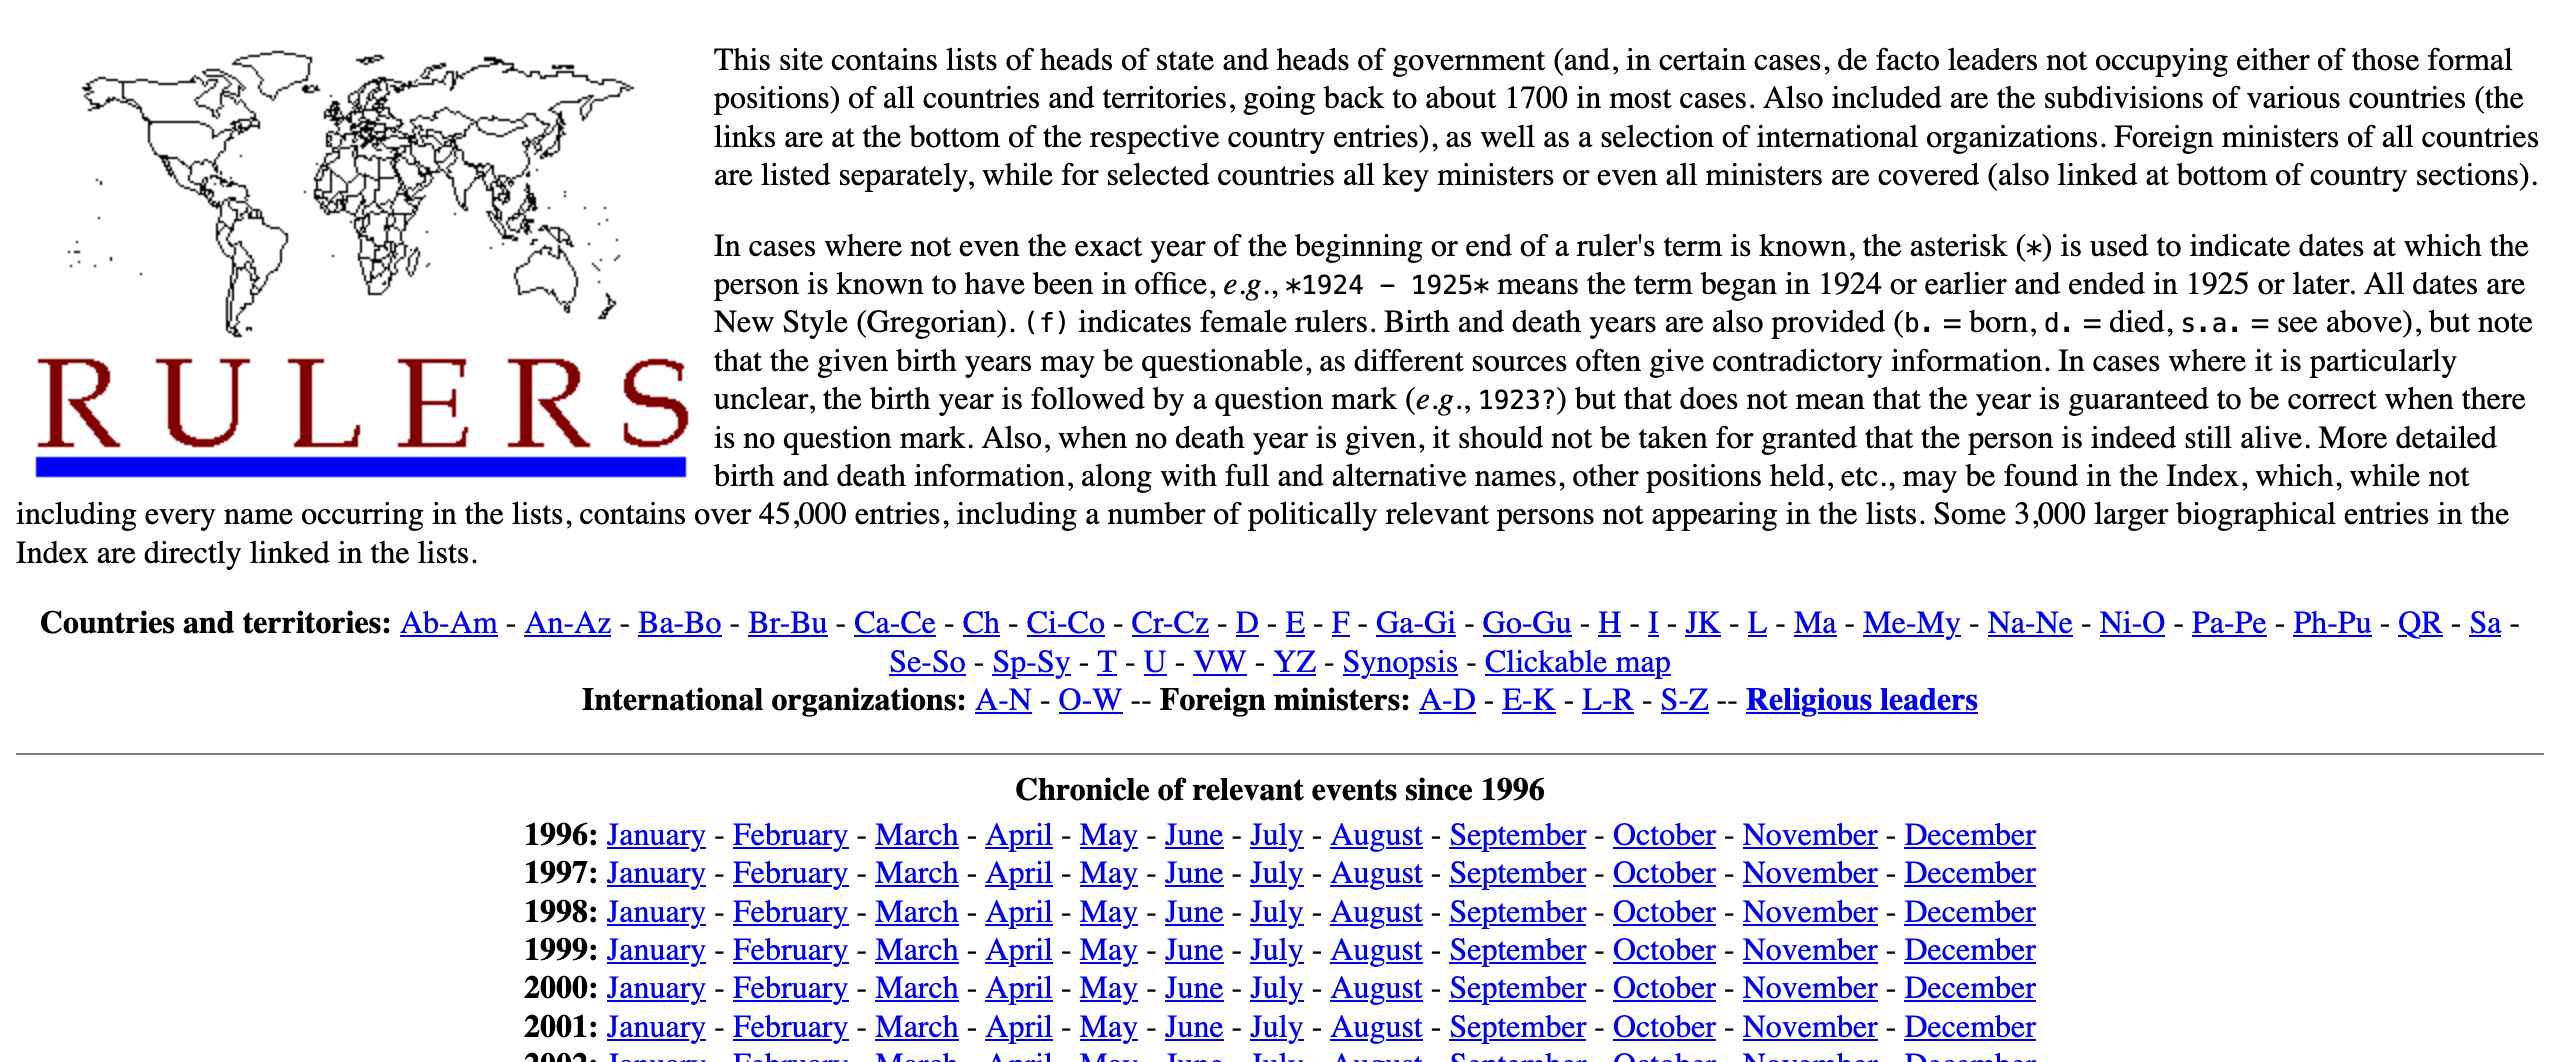 This site contains lists of heads of state and heads of government (and, in certain cases, de facto leaders not occupying either of those formal
positions) of all countries and territories, going back to about 1700 in most cases. Also included are the subdivisions of various countries (the
links are at the bottom of the respective country entries), as well as a selection of international organizations. Foreign ministers of all countries
are listed separately, while for selected countries all key ministers or even all ministers are covered (also linked at bottom of country sections).
In cases where not even the exact year of the beginning or end of a ruler's term is known, the asterisk (*) is used to indicate dates at which the
person is known to have been in office, e.g., *1924 - 1925* means the term began in 1924 or earlier and ended in 1925 or later. All dates are
New Style (Gregorian). (f) indicates female rulers. Birth and death years are also provided (b. = born, d. = died, s.a. = see above), but note
that the given birth years may be questionable, as different sources often give contradictory information. In cases where it is particularly
unclear, the birth year is followed by a question mark (e.g., 1923?) but that does not mean that the year is guaranteed to be correct when there
is no question mark. Also, when no death year is given, it should not be taken for granted that the person is indeed still alive. More detailed
birth and death information, along with full and alternative names, other positions held, etc., may be found in the Index, which, while not
including every name occurring in the lists, contains over 45,000 entries, including a number of politically relevant persons not appearing in the lists. Some 3,000 larger biographical entries in the
Index are directly linked in the lists.
RULERS
Countries and territories: Ab-Am - An-Az - Ba-Bo - Br-Bu - Ca-Ce - Ch - Ci-Co - Cr-Cz - D - E - F - Ga-Gi - Go-Gu - H - I - JK - L - Ma - Me-My - Na-Ne - Ni-O - Pa-Pe - Ph-Pu - QR - Sa -
Se-So - Sp-Sy - T - U - VW - YZ - Synopsis - Clickable map
International organizations: A-N - O-W -- Foreign ministers: A-D - E-K - L-R - S-Z -- Religious leaders
Chronicle of relevant events since 1996
1996: January - February - March - April - May - June - July - August - September - October - November - December
1997: January - February - March - April - May - June - July - August - September - October - November - December
1998: January - February - March - April - May - June - July - August - September - October - November - December
1999: January - February - March - April - May - June - July - August - September - October - November - December
2000: January - February - March - April - May - June - July - August - September - October - November - December
2001: January - February - March - April - May - June - July - August - September - October - November - December